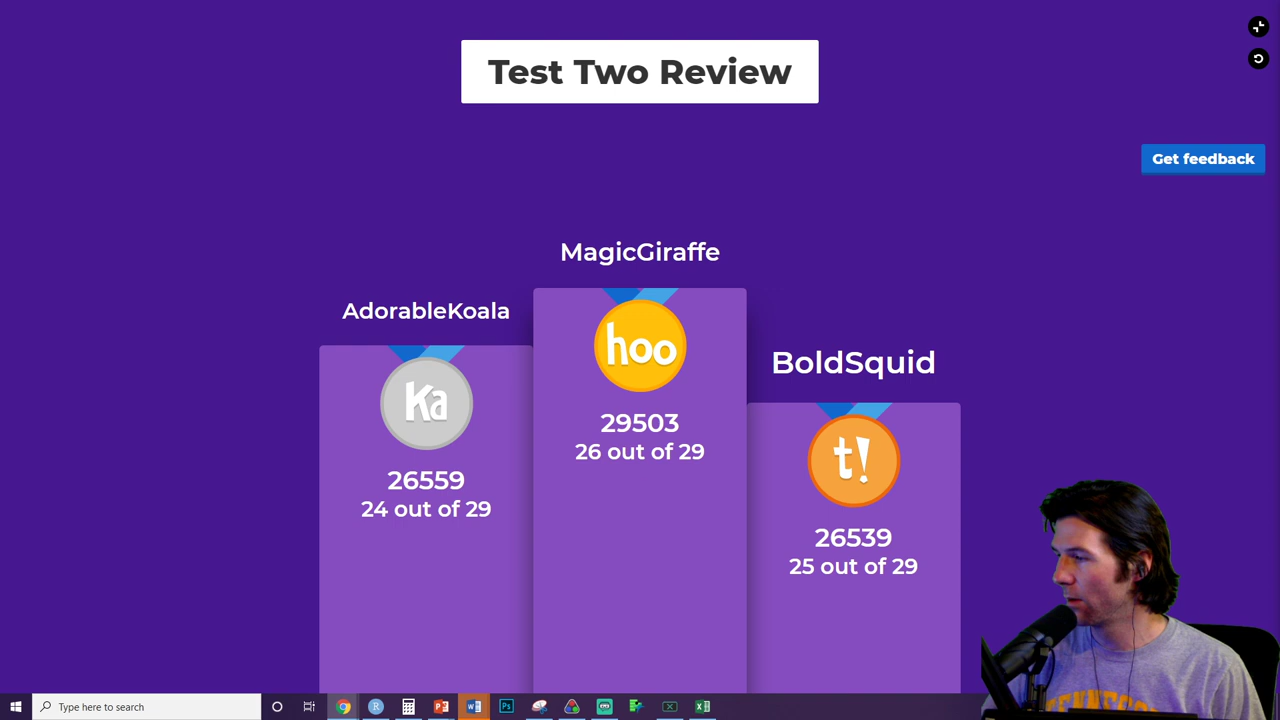 Test Two Review
Get feedback
MagicGiraffe
AdorableKoala
BoldSquid
hoo
Ka
t!
29503
26 out of 29
26559
24 out of 29
26539
25 out of 29
Type here to search